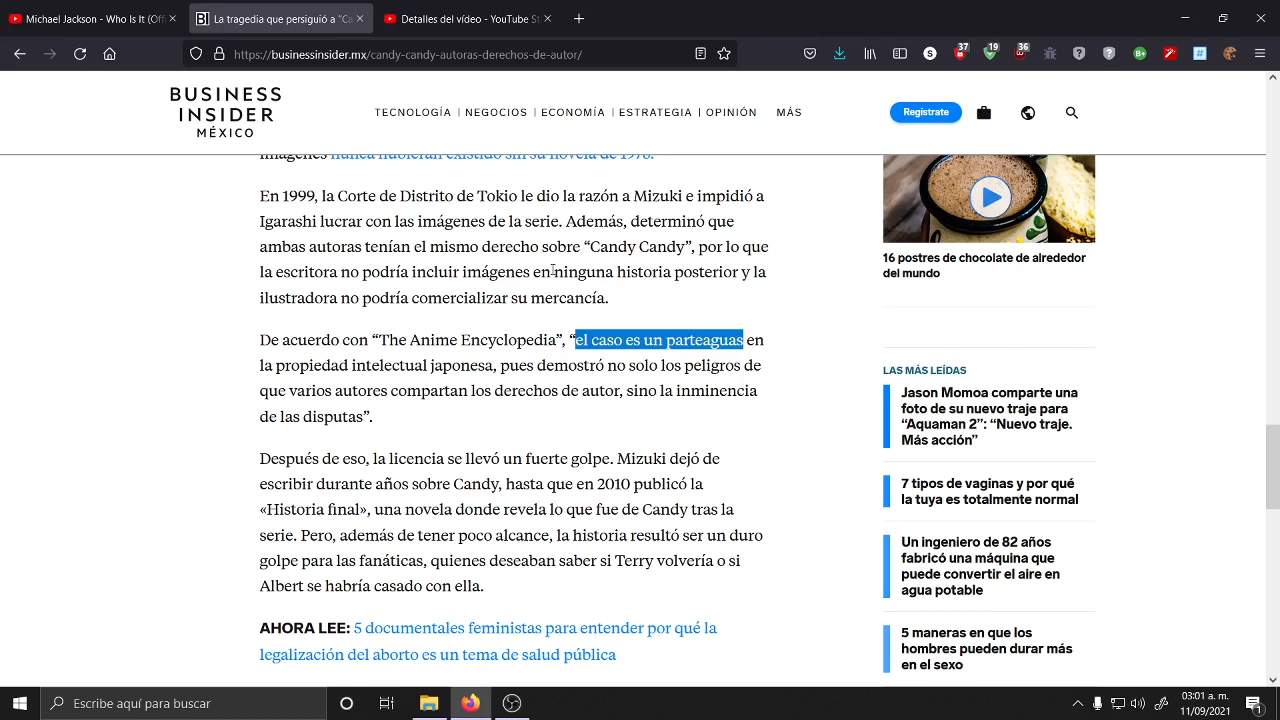 Michael Jackson - Who Is It (Offici
La tragedia que persiguió a "Ca
Detalles del vídeo - YouTube St
https://businessinsider.mx/candy-candy-autoras-derechos-de-autor/
37
19
36
BUSINESS
INSIDER
MÉXICO
TECNOLOGÍA | NEGOCIOS | ECONOMÍA | ESTRATEGIA | OPINIÓN MÁS
Regístrate
imágenes nunca hubieran existido sin su novela de 1975.
En 1999, la Corte de Distrito de Tokio le dio la razón a Mizuki e impidió a
Igarashi lucrar con las imágenes de la serie. Además, determinó que
ambas autoras tenían el mismo derecho sobre “Candy Candy”, por lo que
la escritora no podría incluir imágenes en ninguna historia posterior y la
ilustradora no podría comercializar su mercancía.
De acuerdo con “The Anime Encyclopedia”, “el caso es un parteaguas en
la propiedad intelectual japonesa, pues demostró no solo los peligros de
que varios autores compartan los derechos de autor, sino la inminencia
de las disputas”.
Después de eso, la licencia se llevó un fuerte golpe. Mizuki dejó de
escribir durante años sobre Candy, hasta que en 2010 publicó la
«Historia final», una novela donde revela lo que fue de Candy tras la
serie. Pero, además de tener poco alcance, la historia resultó ser un duro
golpe para las fanáticas, quienes deseaban saber si Terry volvería o si
Albert se habría casado con ella.
AHORA LEE: 5 documentales feministas para entender por qué la
legalización del aborto es un tema de salud pública
16 postres de chocolate de alrededor
del mundo
LAS MÁS LEÍDAS
Jason Momoa comparte una
foto de su nuevo traje para
“Aquaman 2”: “Nuevo traje.
Más acción”
7 tipos de vaginas y por qué
la tuya es totalmente normal
Un ingeniero de 82 años
fabricó una máquina que
puede convertir el aire en
agua potable
5 maneras en que los
hombres pueden durar más
en el sexo
Escribe aquí para buscar
03:01 a. m.
11/09/2021